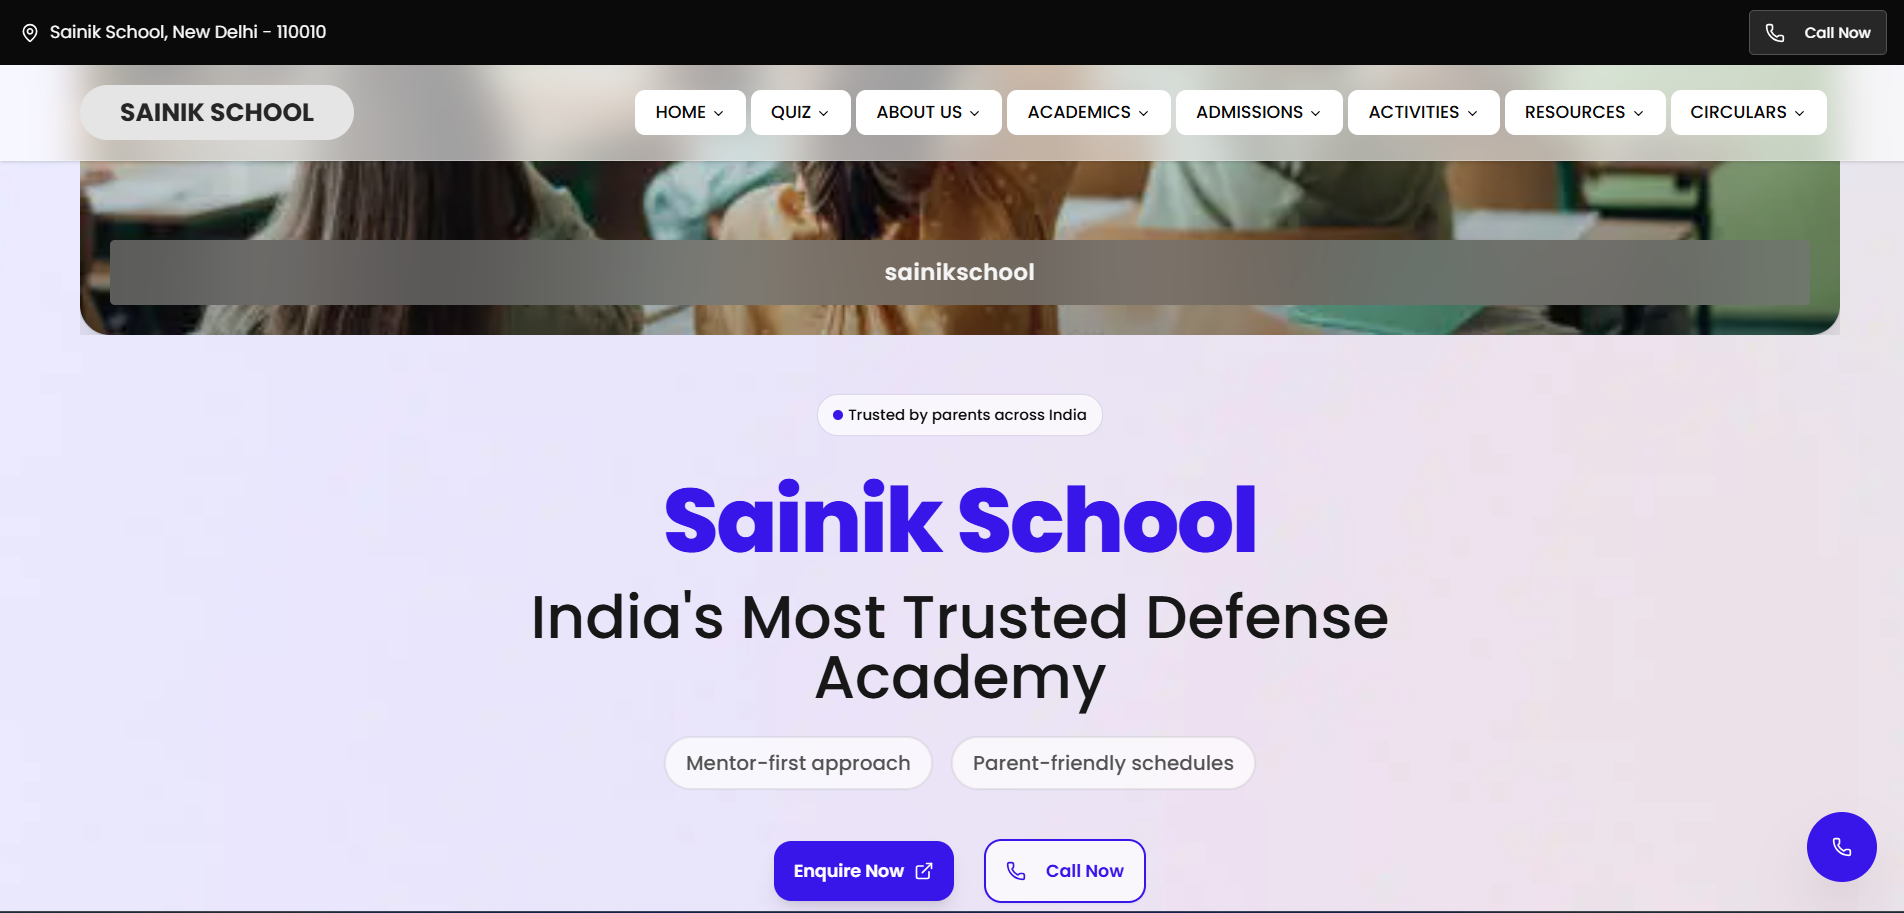 Sainik School, New Delhi - 110010
Call Now
SAINIK SCHOOL
HOME
QUIZ
ABOUT US
ACADEMICS
ADMISSIONS
ACTIVITIES
RESOURCES
CIRCULARS
sainikschool
Trusted by parents across India
Sainik School
India's Most Trusted Defense
Academy
Mentor-first approach
Parent-friendly schedules
Enquire Now
Call Now